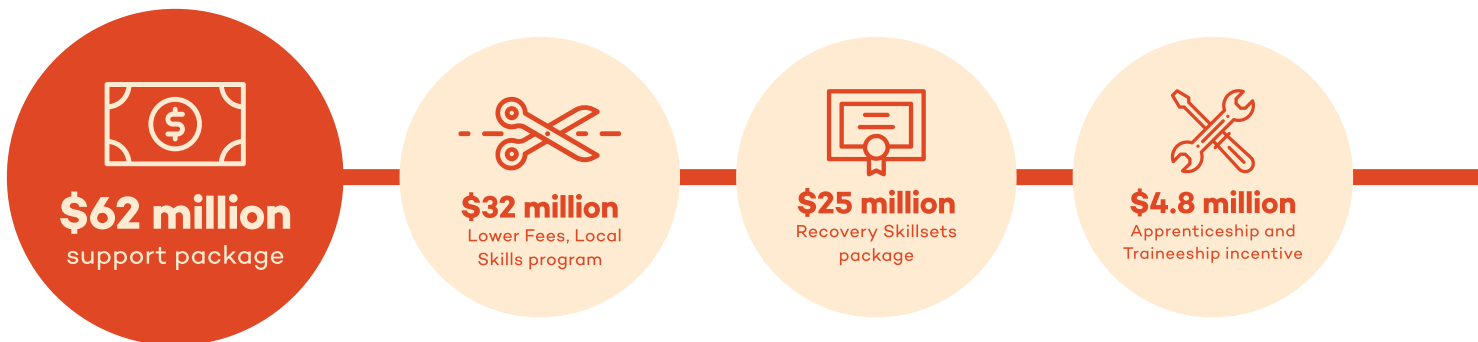 $
$62 million
support package
$32 million
Lower Fees, Local
Skills program
$25 million
Recovery Skillsets
package
$4.8 million
Apprenticeship and
Traineeship incentive